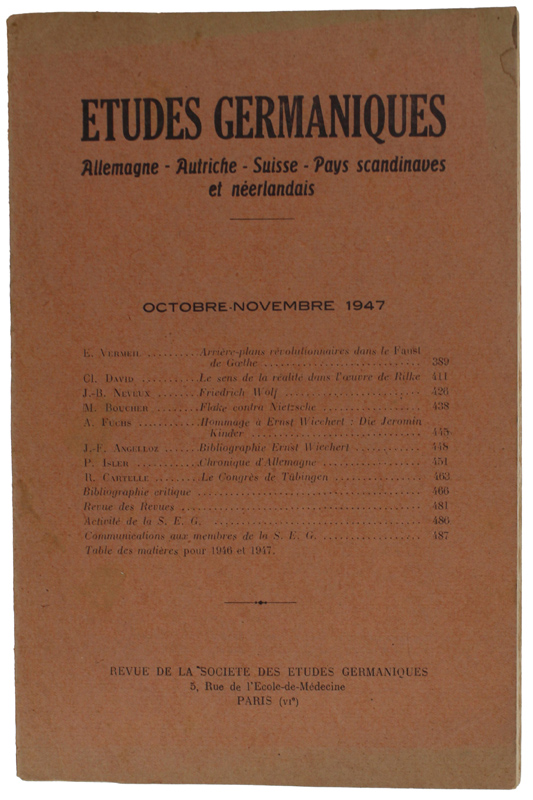 ETUDES GERMANIQUES
Allemagne - Autriche - Suisse - Pays scandinaves
et néerlandais
OCTOBRE-NOVEMBRE 1947
E. Vermeil ......... Arrière-plans révolutionnaires dans le Faust
de Gœthe ........................ 389
Cl. David ......... Le sens de la réalité dans l'œuvre de Rilke 411
J.-B. Neveux ....... Friedrich Wolf ........................ 426
M. Boucher ........ Flake contra Nietzsche ................ 438
A. Fuchs ......... Hommage à Ernst Wiechert : Die Jeromin
Kinder ........................ 445
J.-F. Angelloz ...... Bibliographie Ernst Wiechert ............ 448
P. Isler ......... Chronique d'Allemagne ................ 451
R. Cartelle ....... Le Congrès de Tübingen ................ 463
Bibliographie critique ........................ 466
Revue des Revues ........................ 481
Activité de la S. E. G. ........................ 486
Communications aux membres de la S. E. G. ................ 487
Table des matières pour 1946 et 1947.
REVUE DE LA SOCIETE DES ETUDES GERMANIQUES
5, Rue de l'Ecole-de-Médecine
PARIS (VIe)